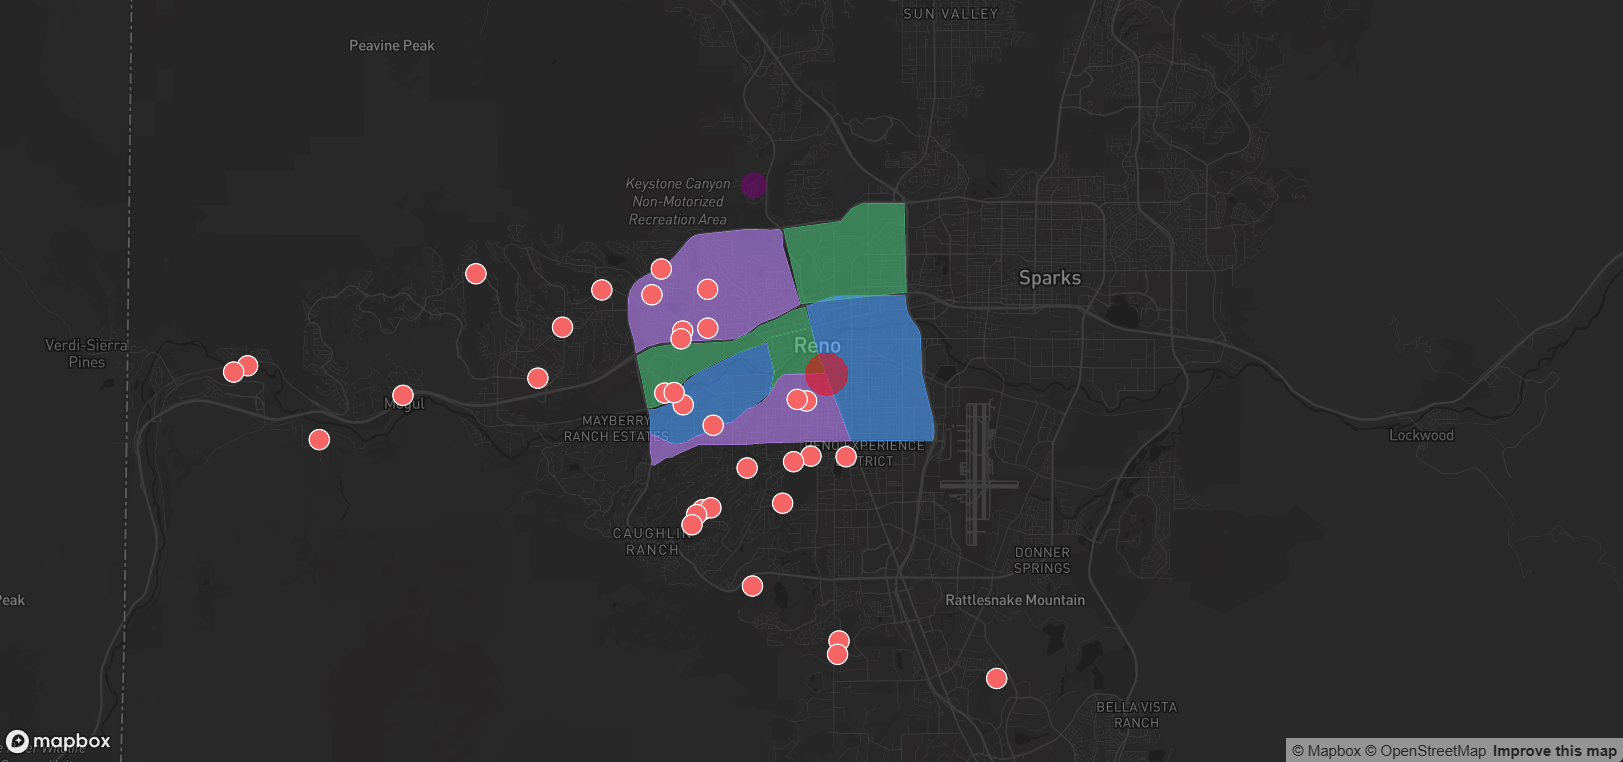 SUN VALLEY
Peavine Peak
Keystone Canyon
Non-Motorized
Recreation Area
Sparks
Verdi-Sierra
Pines
Reno
Mogul
MAYBERRY
RANCH ESTATES
RENO EXPERIENCE
DISTRICT
Lockwood
CAUGHLIN
RANCH
DONNER
SPRINGS
Peak
Rattlesnake Mountain
BELLA VISTA
RANCH
mapbox
© Mapbox © OpenStreetMap Improve this map